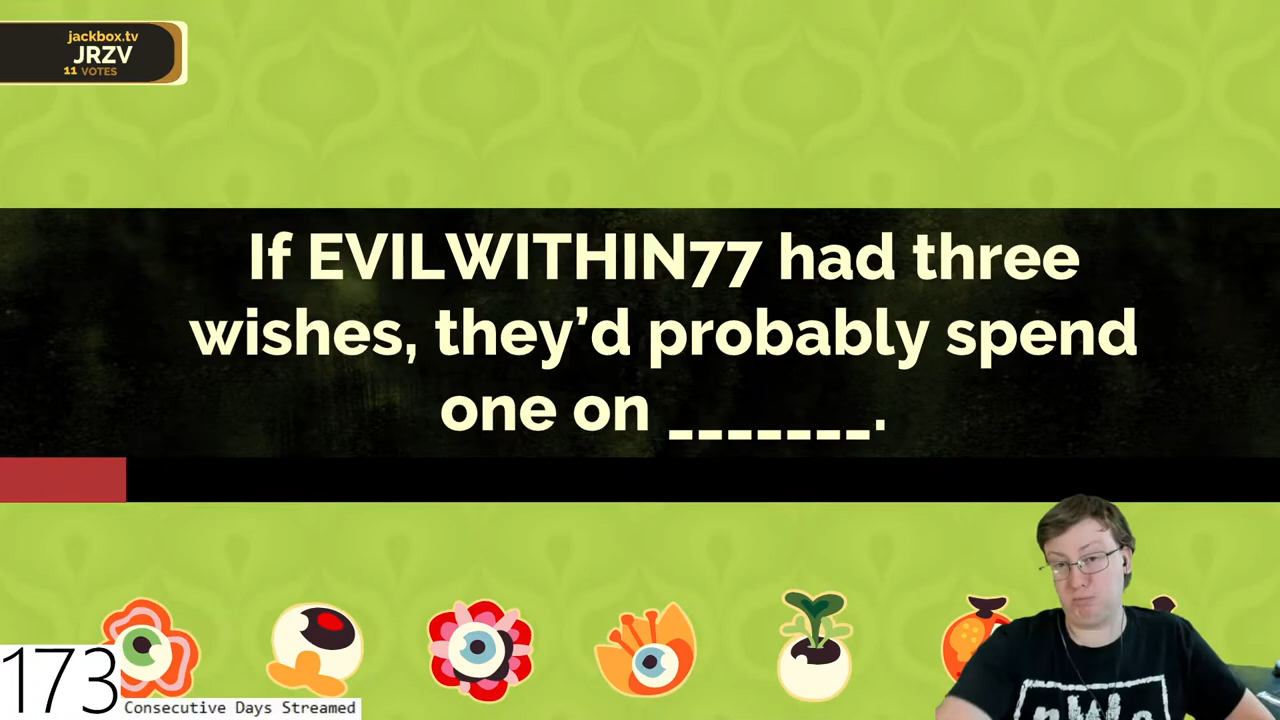 jackbox.tv
JRZV
11 VOTES
If EVILWITHIN77 had three
wishes, they’d probably spend
one on _______.
173
Consecutive Days Streamed
nWo